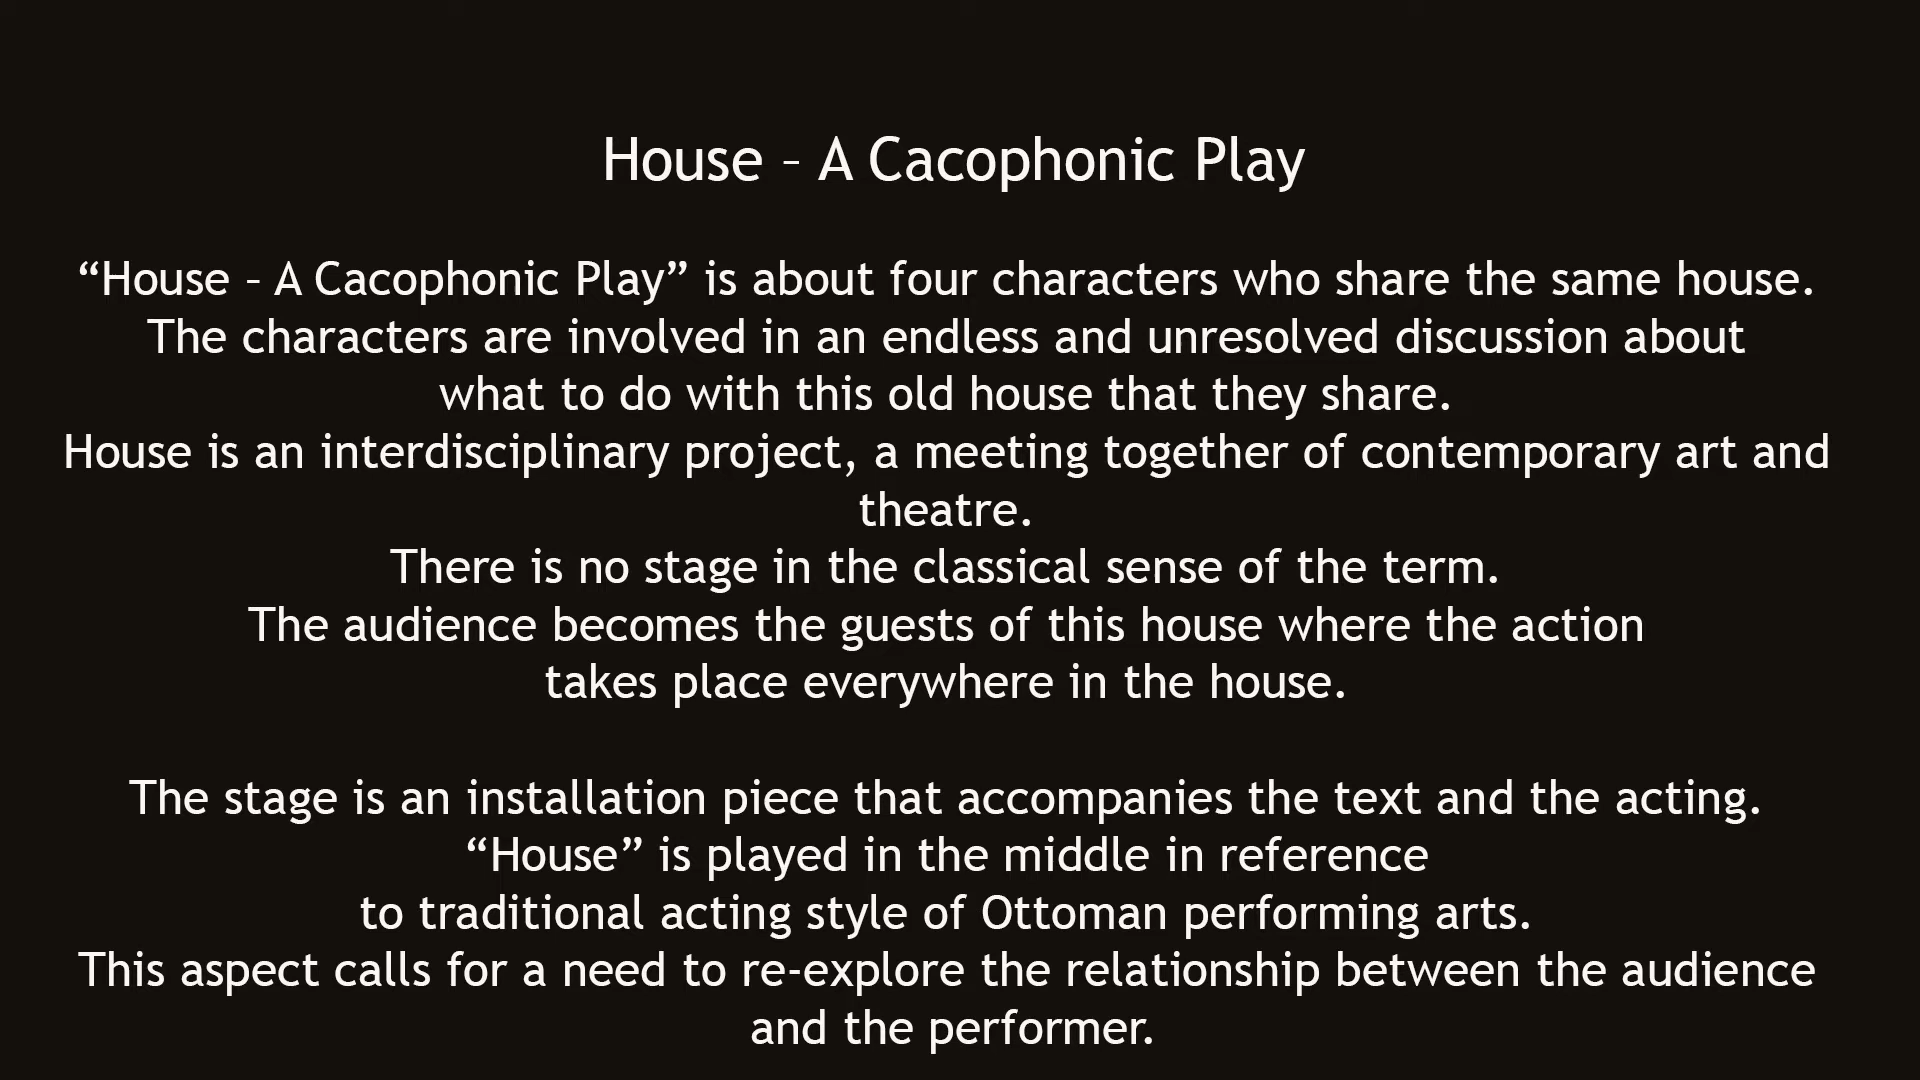 House – A Cacophonic Play
“House – A Cacophonic Play” is about four characters who share the same house.
The characters are involved in an endless and unresolved discussion about
what to do with this old house that they share.
House is an interdisciplinary project, a meeting together of contemporary art and
theatre.
There is no stage in the classical sense of the term.
The audience becomes the guests of this house where the action
takes place everywhere in the house.
The stage is an installation piece that accompanies the text and the acting.
“House” is played in the middle in reference
to traditional acting style of Ottoman performing arts.
This aspect calls for a need to re-explore the relationship between the audience
and the performer.